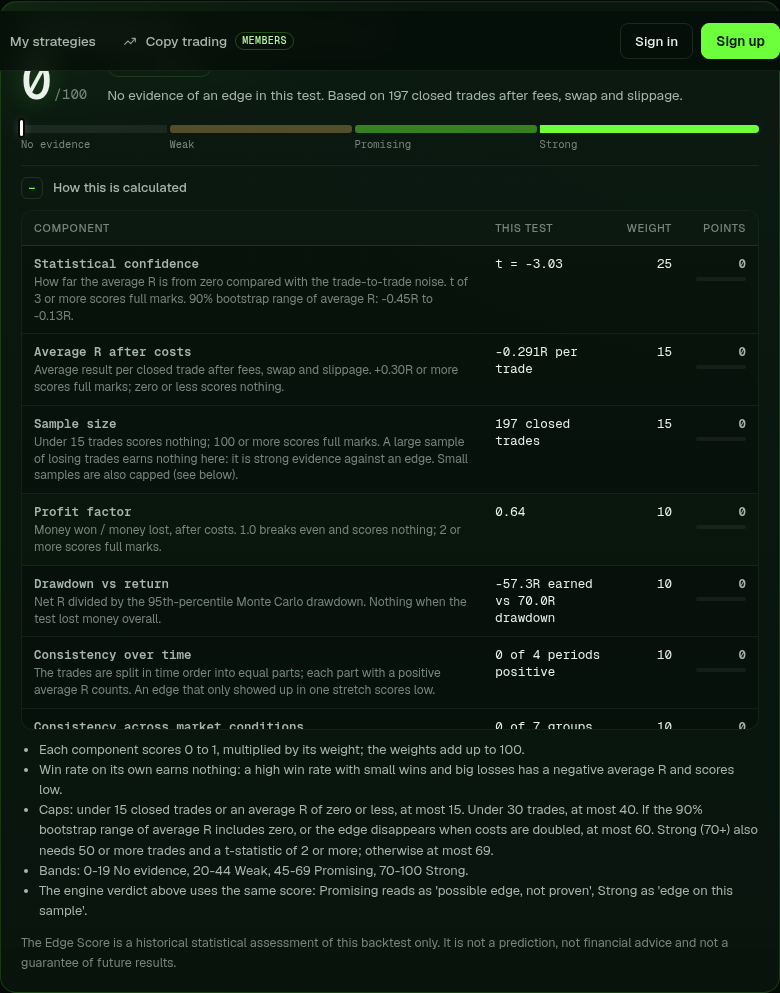 My strategies
Copy trading
MEMBERS
Sign in
Sign up
0 /100
No evidence of an edge in this test. Based on 197 closed trades after fees, swap and slippage.
No evidence
Weak
Promising
Strong
− How this is calculated
COMPONENT THIS TEST WEIGHT POINTS
Statistical confidence t = -3.03 25 0
How far the average R is from zero compared with the trade-to-trade noise. t of
3 or more scores full marks. 90% bootstrap range of average R: -0.45R to
-0.13R.
Average R after costs -0.291R per 15 0
trade
Average result per closed trade after fees, swap and slippage. +0.30R or more
scores full marks; zero or less scores nothing.
Sample size 197 closed 15 0
trades
Under 15 trades scores nothing; 100 or more scores full marks. A large sample
of losing trades earns nothing here: it is strong evidence against an edge. Small
samples are also capped (see below).
Profit factor 0.64 10 0
Money won / money lost, after costs. 1.0 breaks even and scores nothing; 2 or
more scores full marks.
Drawdown vs return -57.3R earned 10 0
vs 70.0R
drawdown
Net R divided by the 95th-percentile Monte Carlo drawdown. Nothing when the
test lost money overall.
Consistency over time 0 of 4 periods 10 0
positive
The trades are split in time order into equal parts; each part with a positive
average R counts. An edge that only showed up in one stretch scores low.
Consistency across market conditions 0 of 7 groups 10 0
• Each component scores 0 to 1, multiplied by its weight; the weights add up to 100.
• Win rate on its own earns nothing: a high win rate with small wins and big losses has a negative average R and scores
low.
• Caps: under 15 closed trades or an average R of zero or less, at most 15. Under 30 trades, at most 40. If the 90%
bootstrap range of average R includes zero, or the edge disappears when costs are doubled, at most 60. Strong (70+) also
needs 50 or more trades and a t-statistic of 2 or more; otherwise at most 69.
• Bands: 0-19 No evidence, 20-44 Weak, 45-69 Promising, 70-100 Strong.
• The engine verdict above uses the same score: Promising reads as 'possible edge, not proven', Strong as 'edge on this
sample'.
The Edge Score is a historical statistical assessment of this backtest only. It is not a prediction, not financial advice and not a
guarantee of future results.